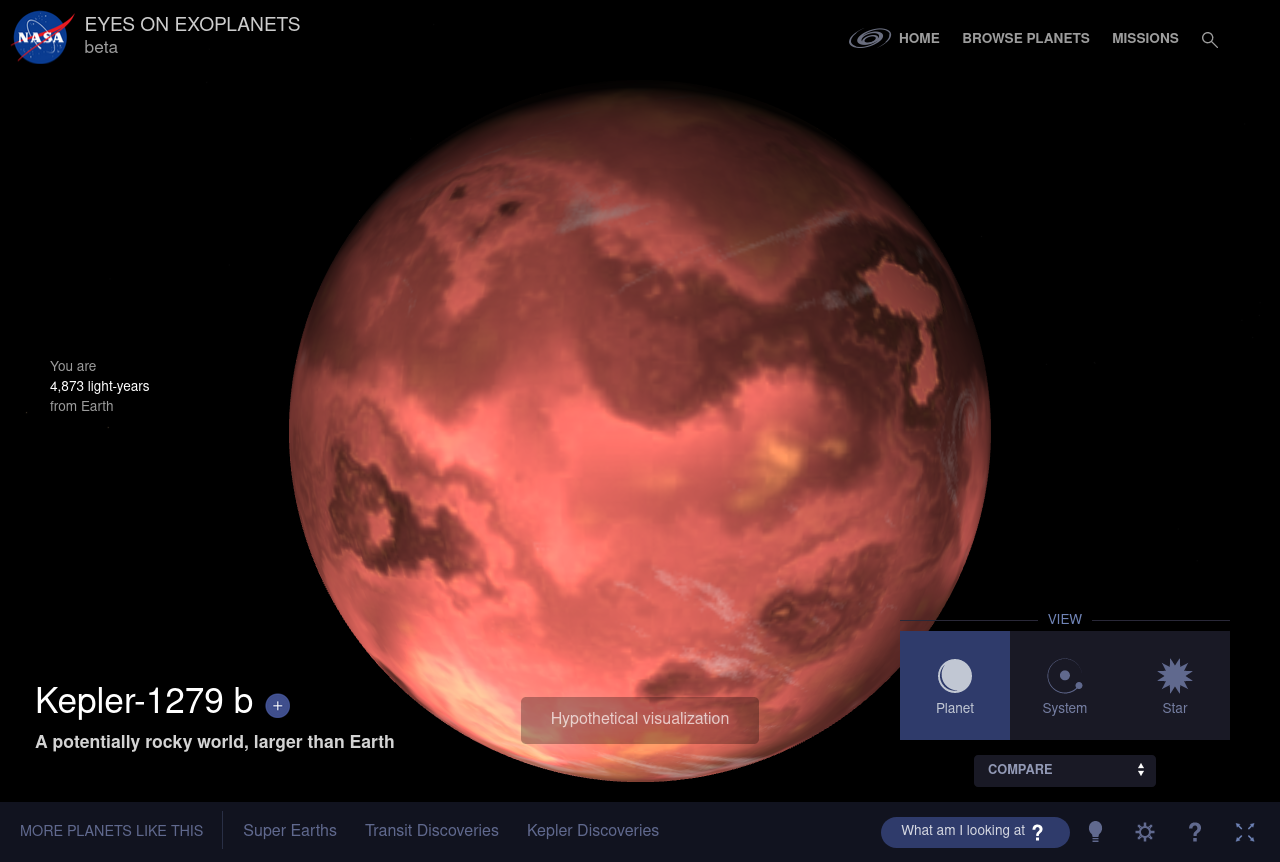 NASA
EYES ON EXOPLANETS
beta
HOME
BROWSE PLANETS
MISSIONS
You are
4,873 light-years
from Earth
Kepler-1279 b +
A potentially rocky world, larger than Earth
Hypothetical visualization
VIEW
Planet
System
Star
COMPARE
MORE PLANETS LIKE THIS
Super Earths
Transit Discoveries
Kepler Discoveries
What am I looking at ?
?